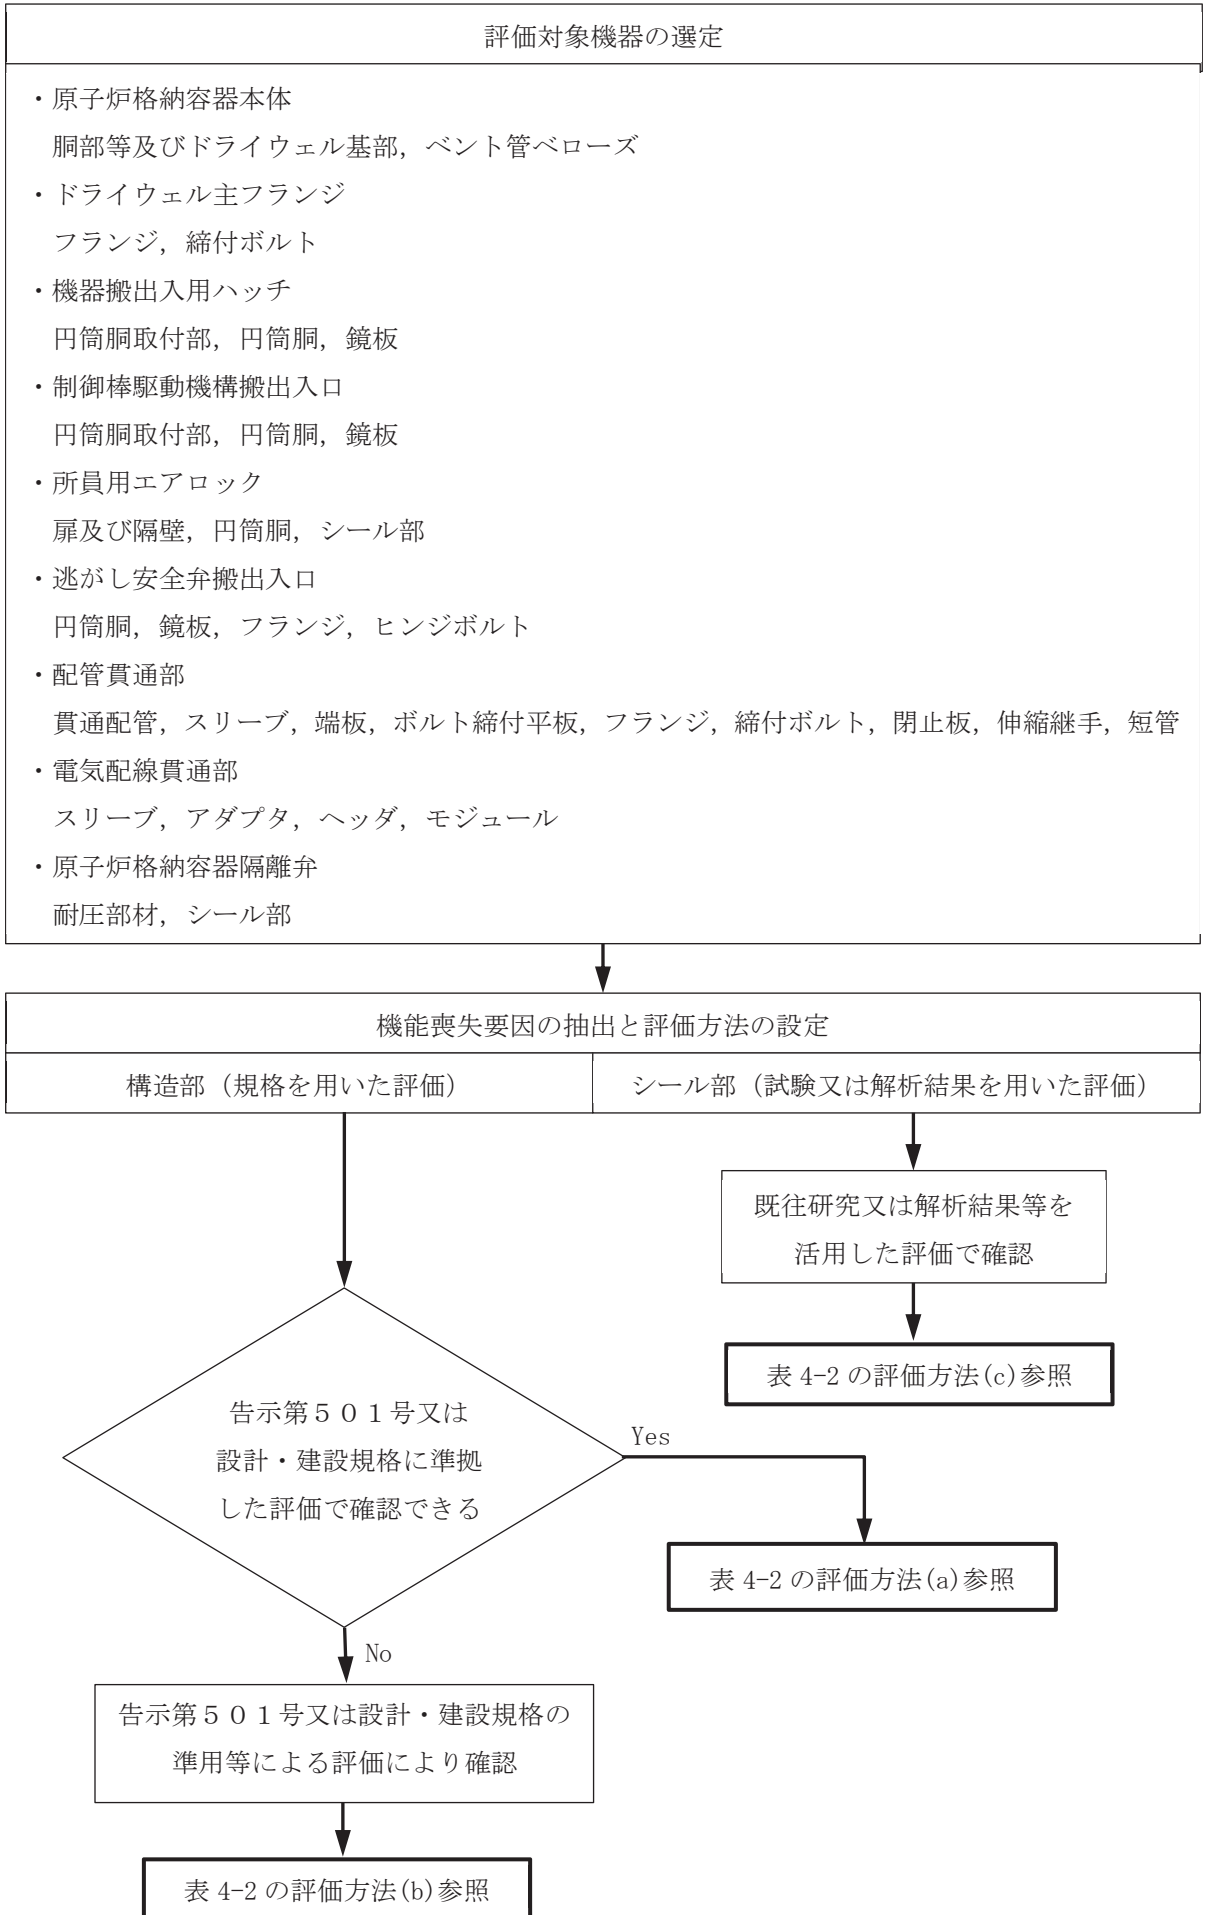 評価対象機器の選定
・原子炉格納容器本体
胴部等及びドライウェル基部，ベント管ベローズ
・ドライウェル主フランジ
フランジ，締付ボルト
・機器搬出入用ハッチ
円筒胴取付部，円筒胴，鏡板
・制御棒駆動機構搬出入口
円筒胴取付部，円筒胴，鏡板
・所員用エアロック
扉及び隔壁，円筒胴，シール部
・逃がし安全弁搬出入口
円筒胴，鏡板，フランジ，ヒンジボルト
・配管貫通部
貫通配管，スリーブ，端板，ボルト締付平板，フランジ，締付ボルト，閉止板，伸縮継手，短管
・電気配線貫通部
スリーブ，アダプタ，ヘッダ，モジュール
・原子炉格納容器隔離弁
耐圧部材，シール部
機能喪失要因の抽出と評価方法の設定
構造部（規格を用いた評価）
シール部（試験又は解析結果を用いた評価）
既往研究又は解析結果等を
活用した評価で確認
表 4-2 の評価方法(c)参照
告示第５０１号又は
設計・建設規格に準拠
した評価で確認できる
Yes
表 4-2 の評価方法(a)参照
No
告示第５０１号又は設計・建設規格の
準用等による評価により確認
表 4-2 の評価方法(b)参照